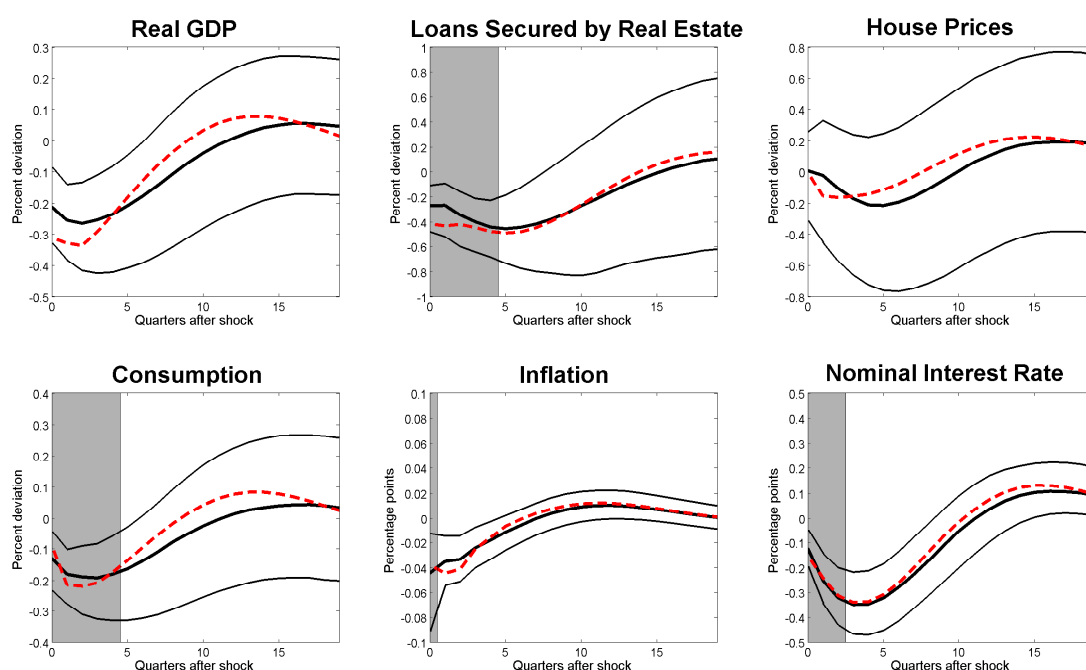 Real GDP
Percent deviation
0.3
0.2
0.1
0
-0.1
-0.2
-0.3
-0.4
-0.5
0 5 10 15
Quarters after shock
Loans Secured by Real Estate
Percent deviation
1
0.8
0.6
0.4
0.2
0
-0.2
-0.4
-0.6
-0.8
-1
0 5 10 15
Quarters after shock
House Prices
Percent deviation
0.8
0.6
0.4
0.2
0
-0.2
-0.4
-0.6
-0.8
0 5 10 15
Quarters after shock
Consumption
Percent deviation
0.4
0.3
0.2
0.1
0
-0.1
-0.2
-0.3
-0.4
0 5 10 15
Quarters after shock
Inflation
Percentage points
0.1
0.08
0.06
0.04
0.02
0
-0.02
-0.04
-0.06
-0.08
-0.1
0 5 10 15
Quarters after shock
Nominal Interest Rate
Percentage points
0.5
0.4
0.3
0.2
0.1
0
-0.1
-0.2
-0.3
-0.4
-0.5
0 5 10 15
Quarters after shock